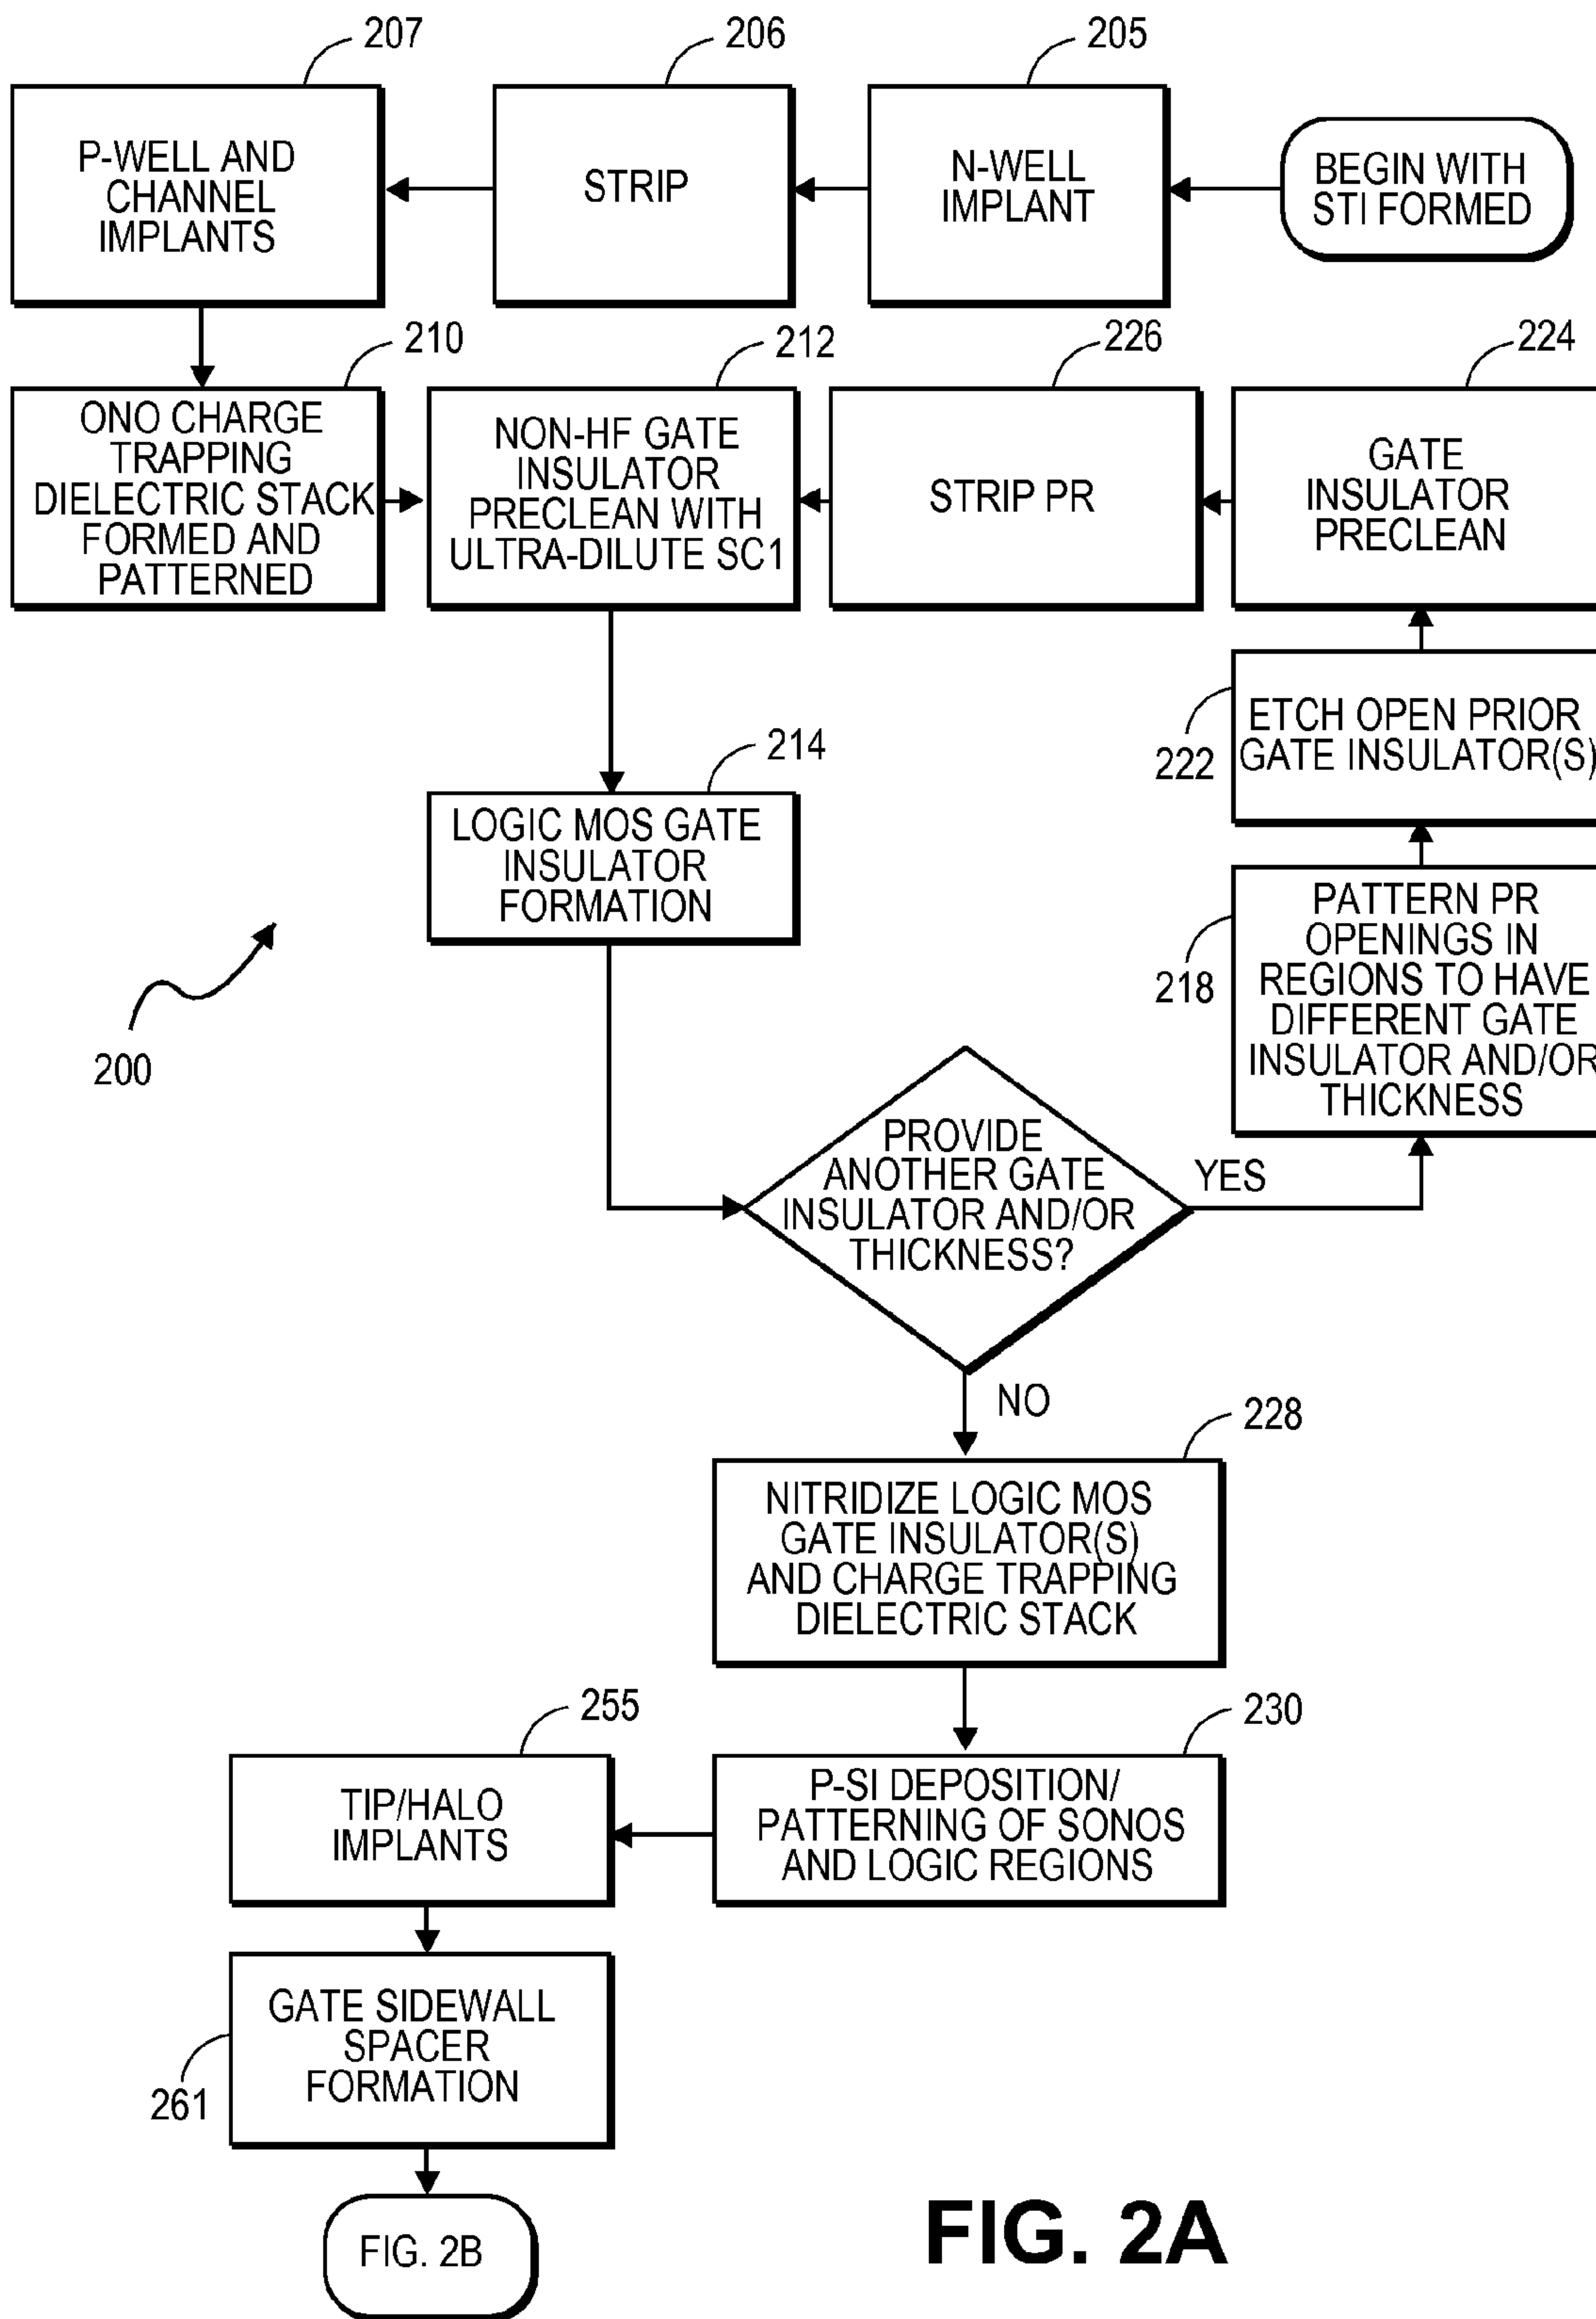 207
206
205
P-WELL AND
CHANNEL
IMPLANTS
STRIP
N-WELL
IMPLANT
BEGIN WITH
STI FORMED
210
212
226
224
ONO CHARGE
TRAPPING
DIELECTRIC STACK
FORMED AND
PATTERNED
NON-HF GATE
INSULATOR
PRECLEAN WITH
ULTRA-DILUTE SC1
STRIP PR
GATE
INSULATOR
PRECLEAN
222
ETCH OPEN PRIOR
GATE INSULATOR(S)
214
LOGIC MOS GATE
INSULATOR
FORMATION
218
PATTERN PR
OPENINGS IN
REGIONS TO HAVE
DIFFERENT GATE
INSULATOR AND/OR
THICKNESS
200
PROVIDE
ANOTHER GATE
INSULATOR AND/OR
THICKNESS?
YES
NO
228
NITRIDIZE LOGIC MOS
GATE INSULATOR(S)
AND CHARGE TRAPPING
DIELECTRIC STACK
255
230
TIP/HALO
IMPLANTS
P-SI DEPOSITION/
PATTERNING OF SONOS
AND LOGIC REGIONS
261
GATE SIDEWALL
SPACER
FORMATION
FIG. 2B
FIG. 2A